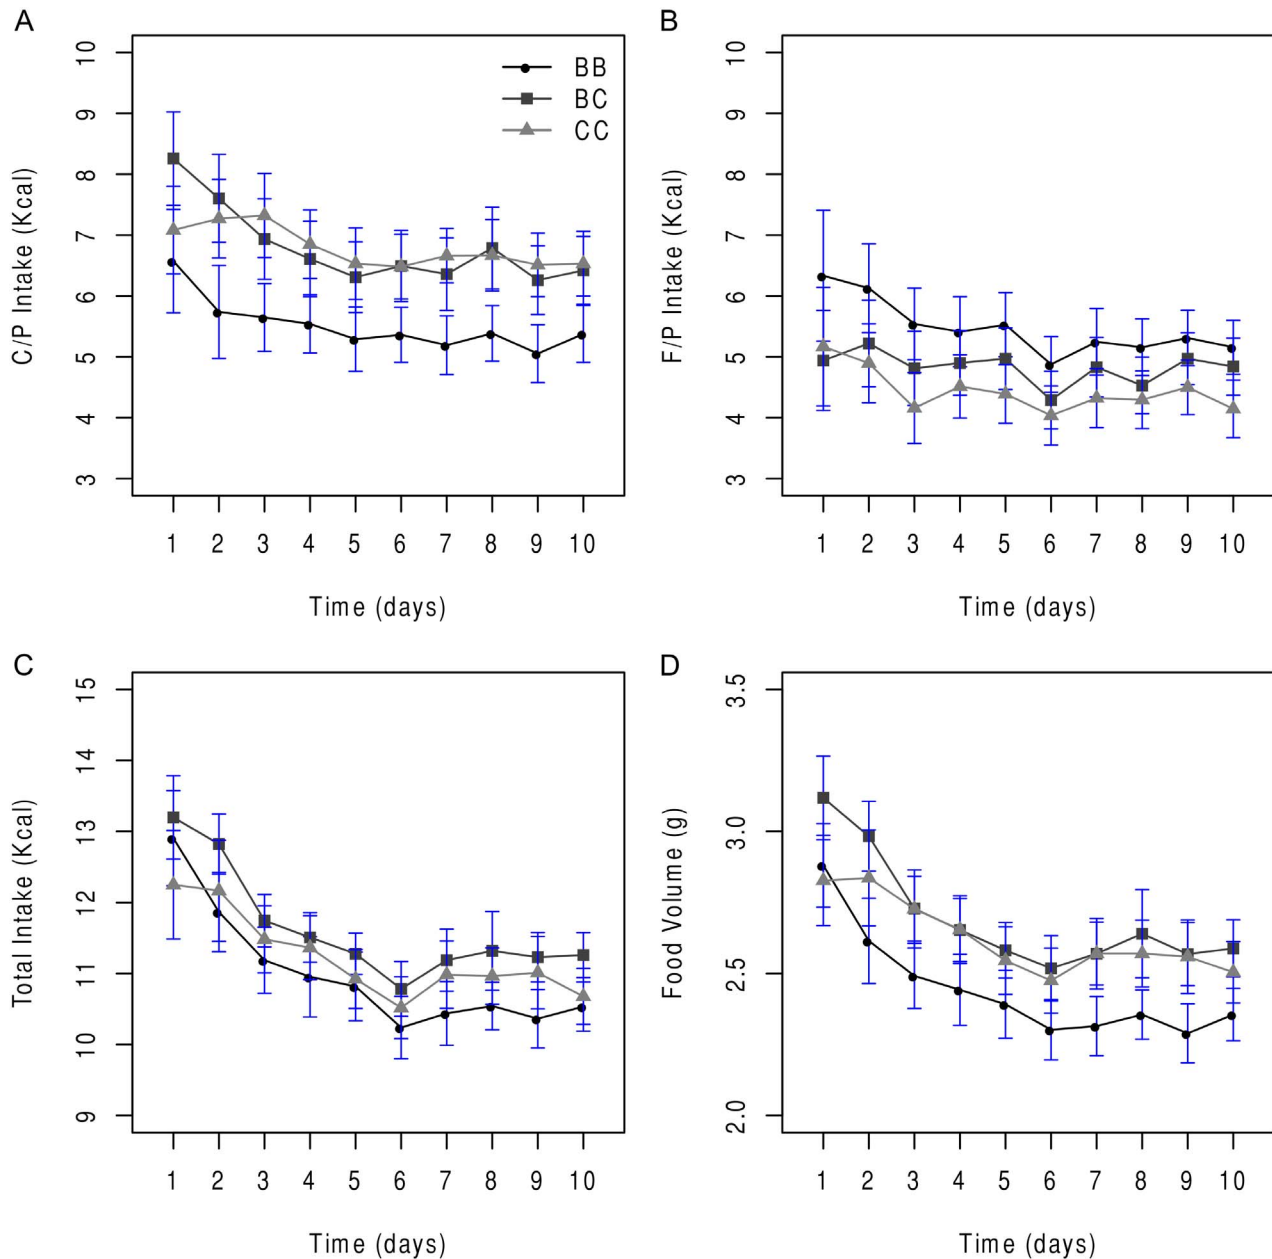 A
C/P Intake (Kcal)
10
9
8
7
6
5
4
3
BB
BC
CC
1 2 3 4 5 6 7 8 9 10
Time (days)
B
F/P Intake (Kcal)
10
9
8
7
6
5
4
3
1 2 3 4 5 6 7 8 9 10
Time (days)
C
Total Intake (Kcal)
15
14
13
12
11
10
9
1 2 3 4 5 6 7 8 9 10
Time (days)
D
Food Volume (g)
3.5
3.0
2.5
2.0
1 2 3 4 5 6 7 8 9 10
Time (days)